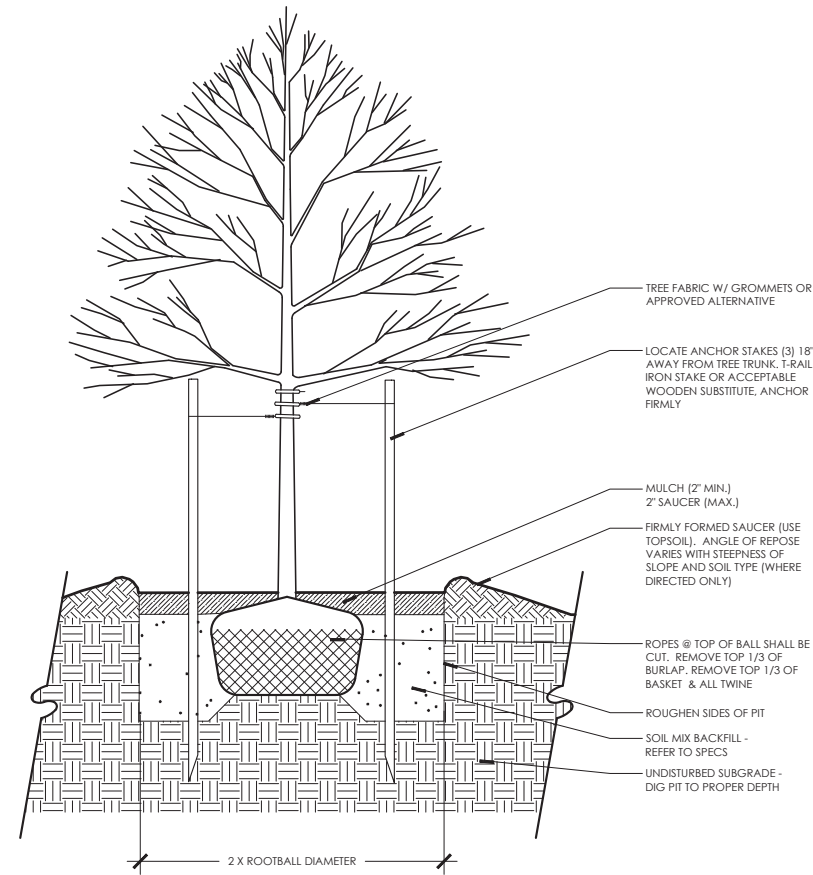 TREE FABRIC W/ GROMMETS OR
APPROVED ALTERNATIVE
LOCATE ANCHOR STAKES (3) 18"
AWAY FROM TREE TRUNK. T-RAIL
IRON STAKE OR ACCEPTABLE
WOODEN SUBSTITUTE, ANCHOR
FIRMLY
MULCH (2" MIN.)
2" SAUCER (MAX.)
FIRMLY FORMED SAUCER (USE
TOPSOIL). ANGLE OF REPOSE
VARIES WITH STEEPNESS OF
SLOPE AND SOIL TYPE (WHERE
DIRECTED ONLY)
ROPES @ TOP OF BALL SHALL BE
CUT. REMOVE TOP 1/3 OF
BURLAP. REMOVE TOP 1/3 OF
BASKET & ALL TWINE
ROUGHEN SIDES OF PIT
SOIL MIX BACKFILL -
REFER TO SPECS
UNDISTURBED SUBGRADE -
DIG PIT TO PROPER DEPTH
2 X ROOTBALL DIAMETER